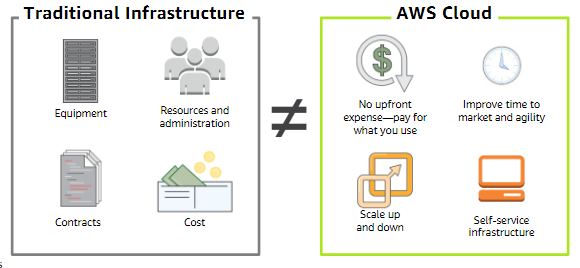 Traditional Infrastructure
Equipment
Resources and
administration
Contracts
Cost
≠
AWS Cloud
$
No upfront
expense—pay for
what you use
Improve time to
market and agility
Scale up
and down
Self-service
infrastructure
s